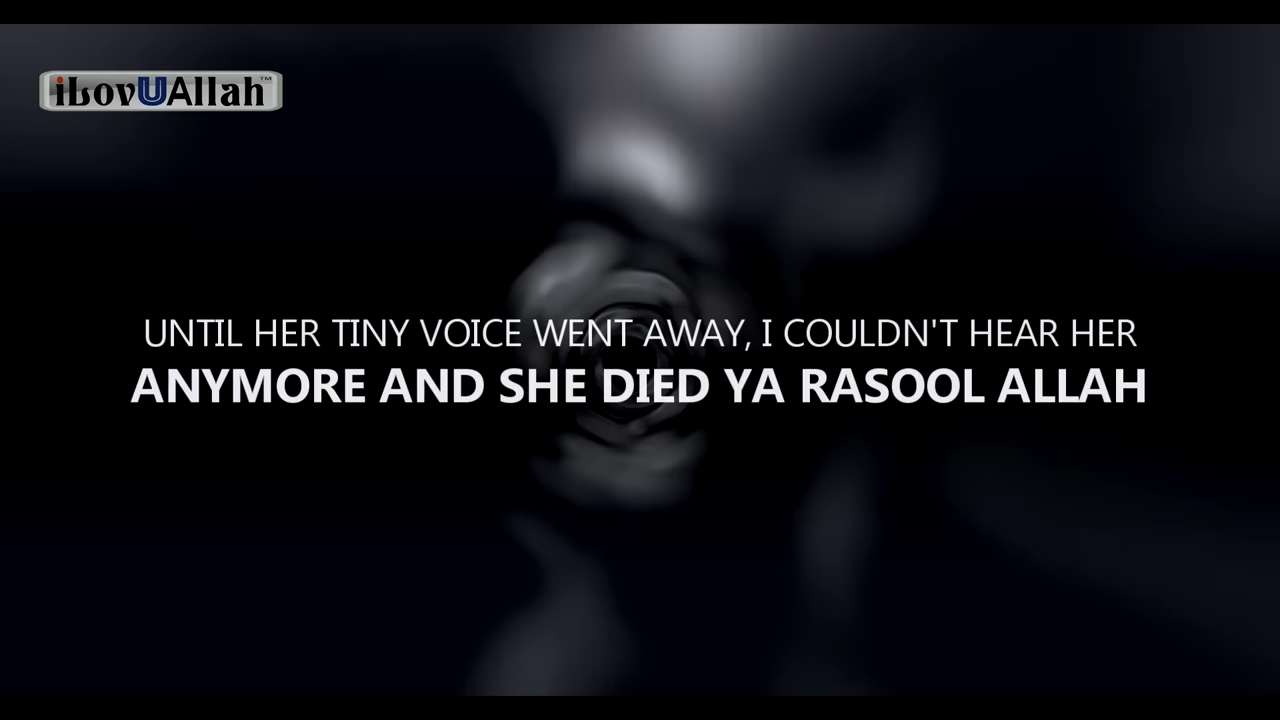 iLovUAllah™
UNTIL HER TINY VOICE WENT AWAY, I COULDN'T HEAR HER
ANYMORE AND SHE DIED YA RASOOL ALLAH